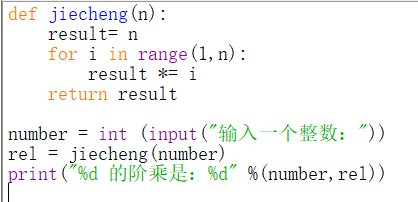 def jiecheng(n):
    result= n
    for i in range(1,n):
        result *= i
    return result

number = int (input("输入一个整数："))
rel = jiecheng(number)
print("%d 的阶乘是：%d" %(number,rel))